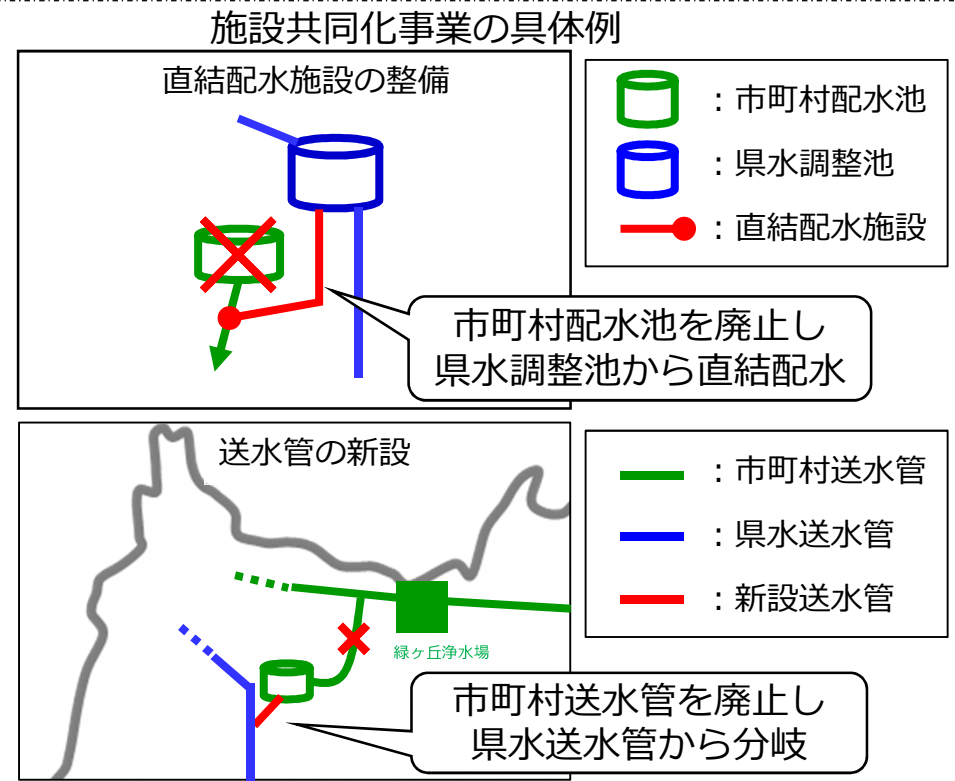 施設共同化事業の具体例
直結配水施設の整備
：市町村配水池
：県水調整池
：直結配水施設
市町村配水池を廃止し
県水調整池から直結配水
送水管の新設
：市町村送水管
：県水送水管
：新設送水管
緑ヶ丘浄水場
市町村送水管を廃止し
県水送水管から分岐